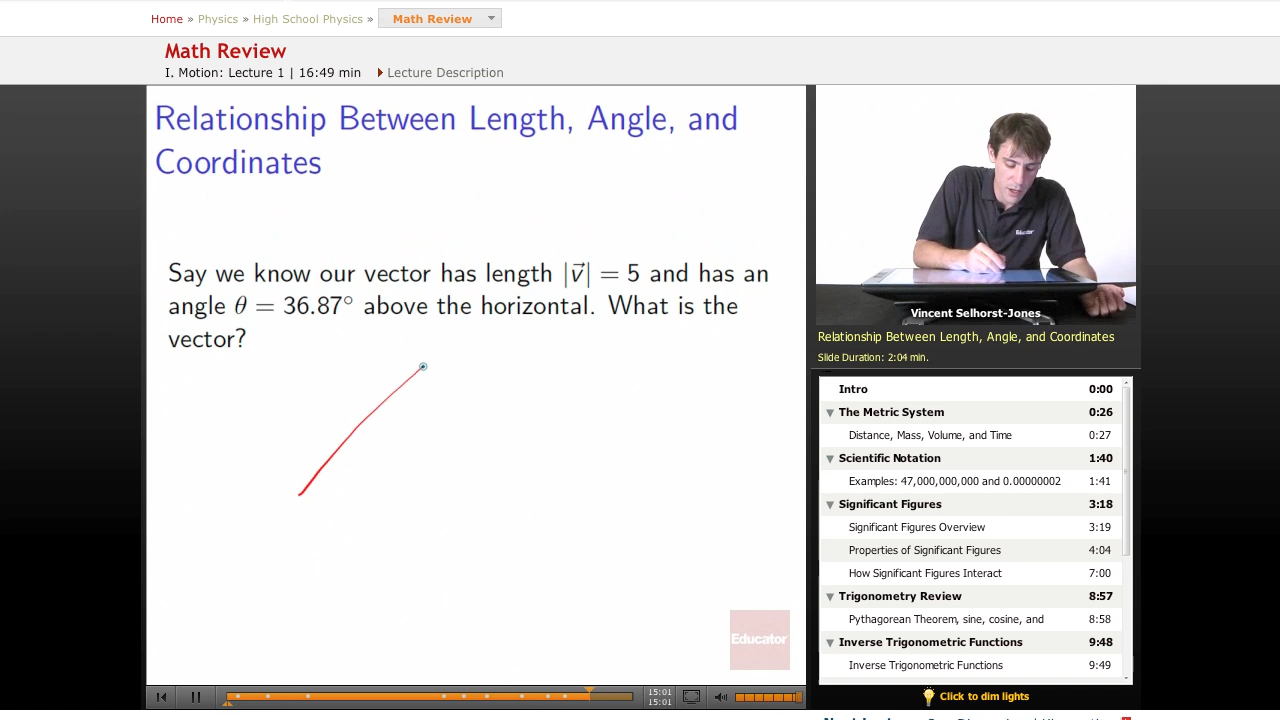 Home » Physics » High School Physics » Math Review
Math Review
I. Motion: Lecture 1 | 16:49 min Lecture Description
Relationship Between Length, Angle, and
Coordinates
Say we know our vector has length |v⃗| = 5 and has an
angle θ = 36.87° above the horizontal. What is the
vector?
Educator
15:01
15:01
Educator
Vincent Selhorst-Jones
Relationship Between Length, Angle, and Coordinates
Slide Duration: 2:04 min.
Intro 0:00
The Metric System 0:26
Distance, Mass, Volume, and Time 0:27
Scientific Notation 1:40
Examples: 47,000,000,000 and 0.00000002 1:41
Significant Figures 3:18
Significant Figures Overview 3:19
Properties of Significant Figures 4:04
How Significant Figures Interact 7:00
Trigonometry Review 8:57
Pythagorean Theorem, sine, cosine, and 8:58
Inverse Trigonometric Functions 9:48
Inverse Trigonometric Functions 9:49
Click to dim lights